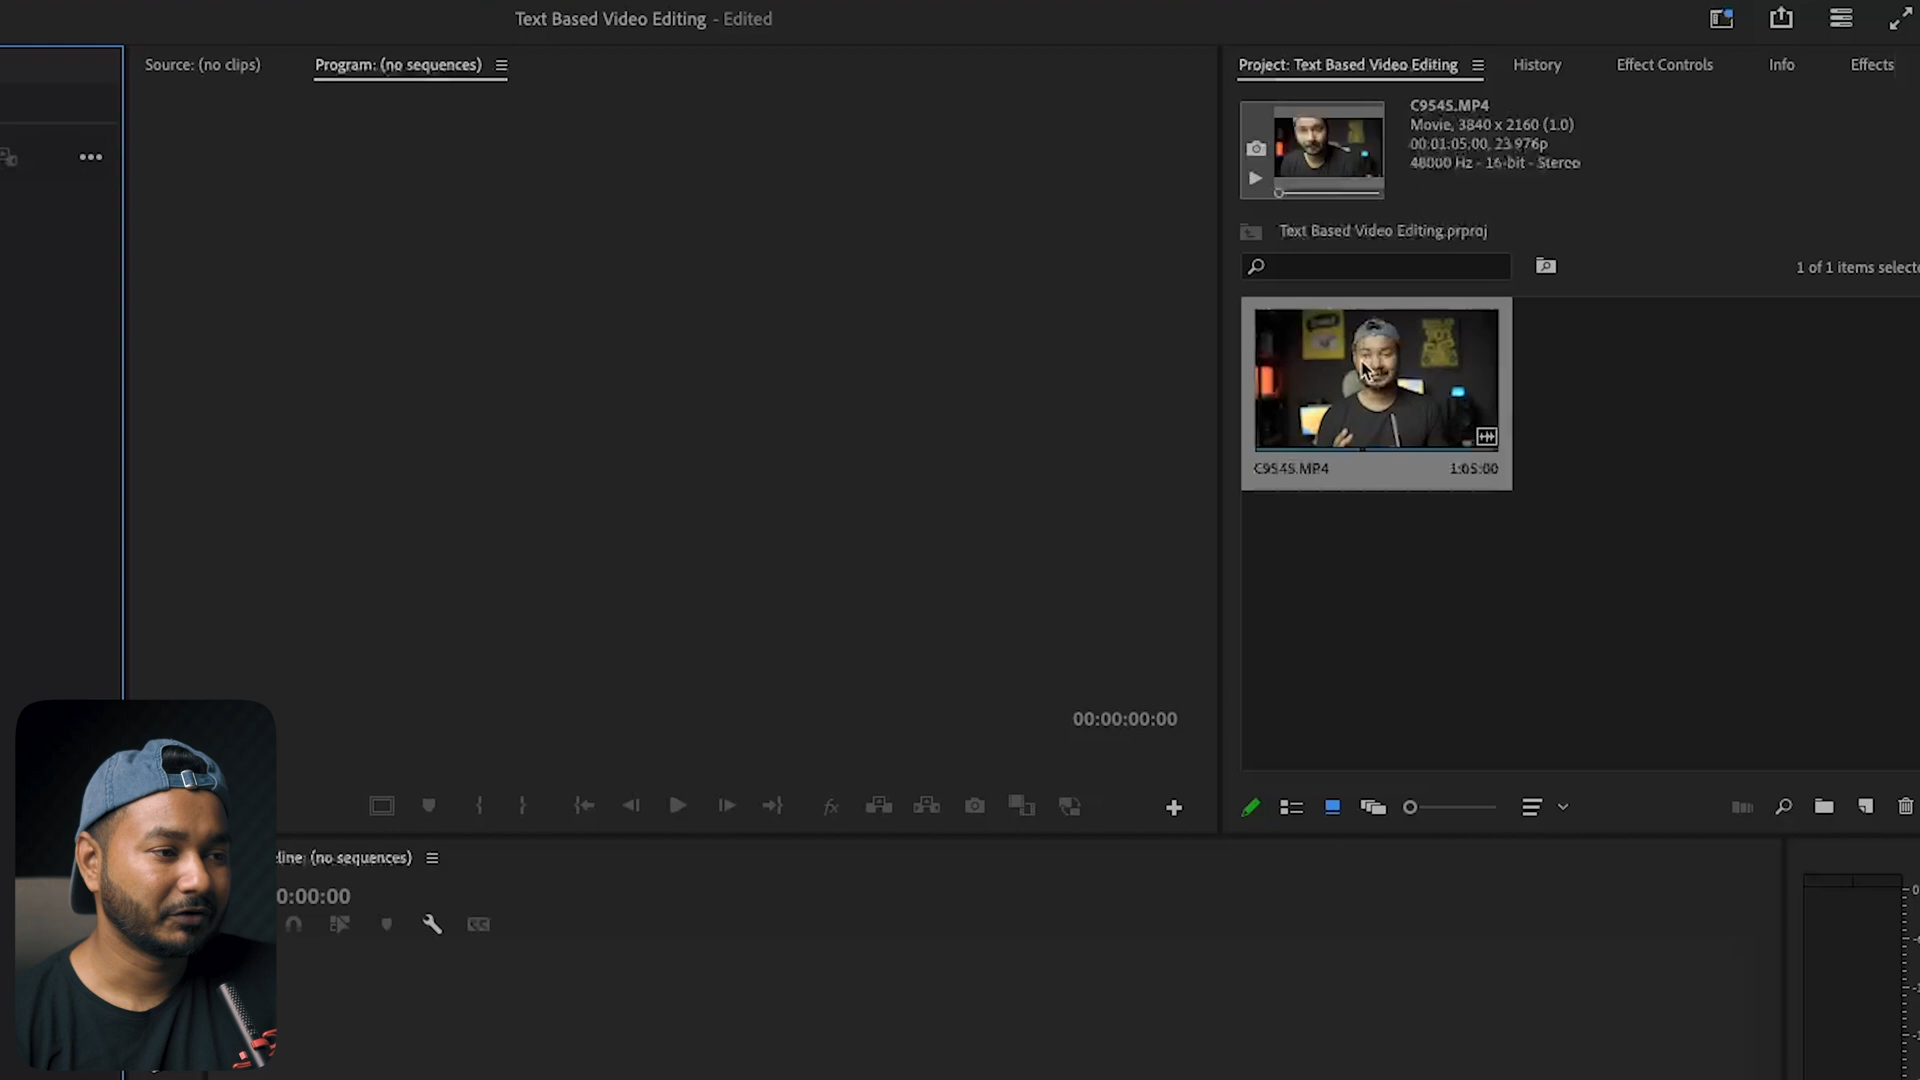 Text Based Video Editing - Edited
Source: (no clips)
Program: (no sequences)
Project: Text Based Video Editing
History
Effect Controls
Info
Effects
C9545.MP4
Movie, 3840 x 2160 (1.0)
00:01:05:00, 23.976p
48000 Hz - 16-bit - Stereo
Text Based Video Editing.prproj
1 of 1 items selecte
C9545.MP4
1:05:00
00:00:00:00
fx
line (no sequences)
0:00:00
CC